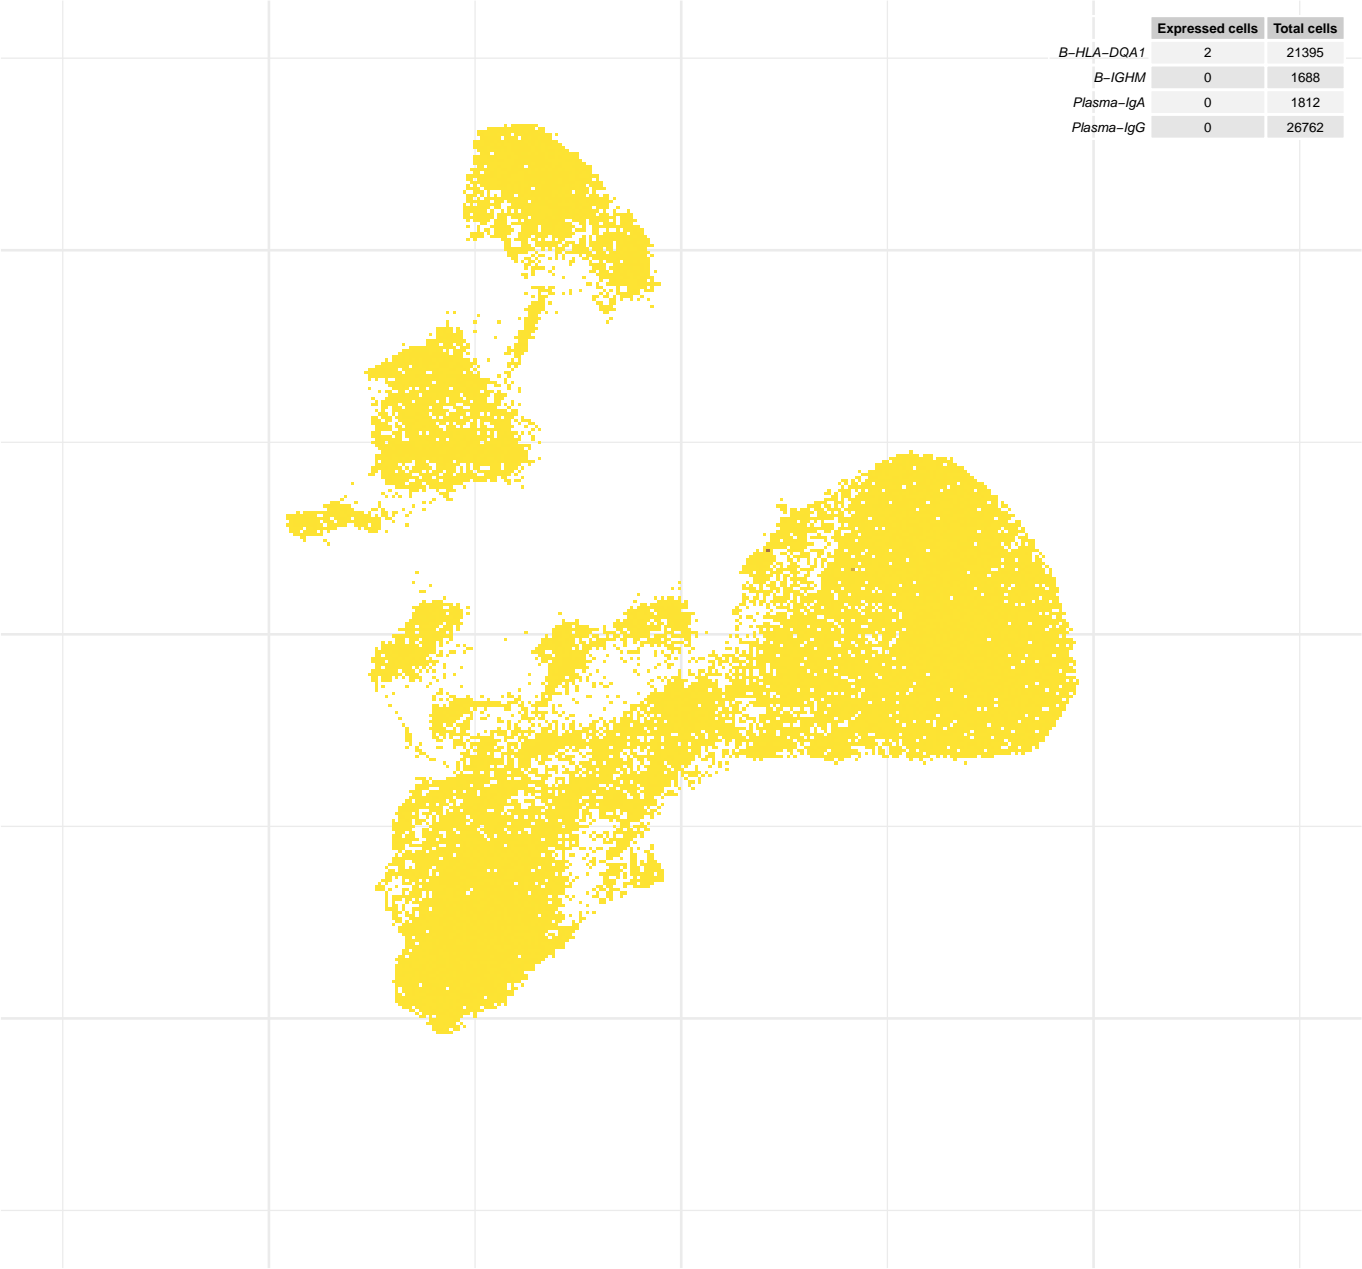 Expressed cells Total cells
B−HLA−DQA1 2 21395
B−IGHM 0 1688
Plasma−IgA 0 1812
Plasma−IgG 0 26762